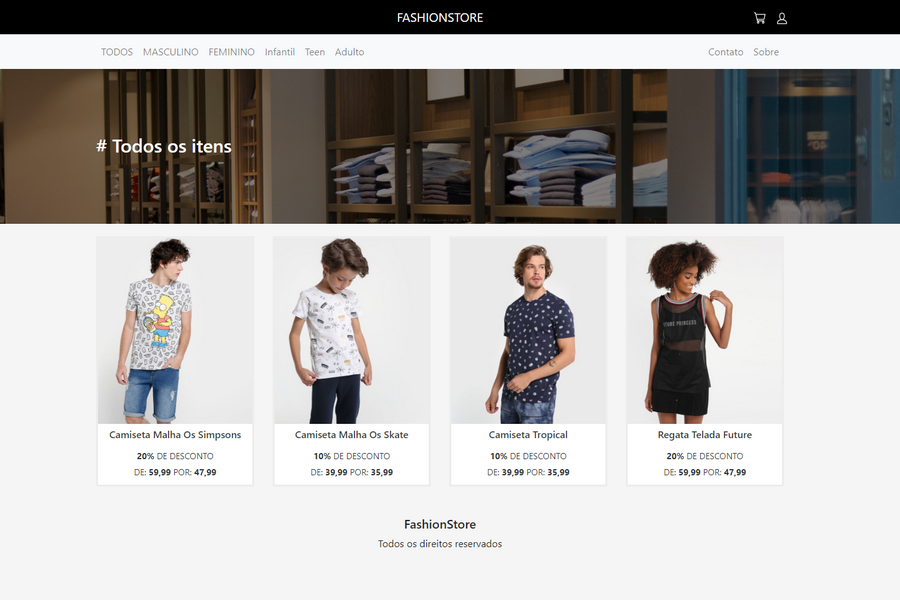 FASHIONSTORE
TODOS MASCULINO FEMININO Infantil Teen Adulto Contato Sobre
# Todos os itens
Camiseta Malha Os Simpsons
20% DE DESCONTO
DE: 59,99 POR: 47,99
Camiseta Malha Os Skate
10% DE DESCONTO
DE: 39,99 POR: 35,99
Camiseta Tropical
10% DE DESCONTO
DE: 39,99 POR: 35,99
Regata Telada Future
20% DE DESCONTO
DE: 59,99 POR: 47,99
FashionStore
Todos os direitos reservados